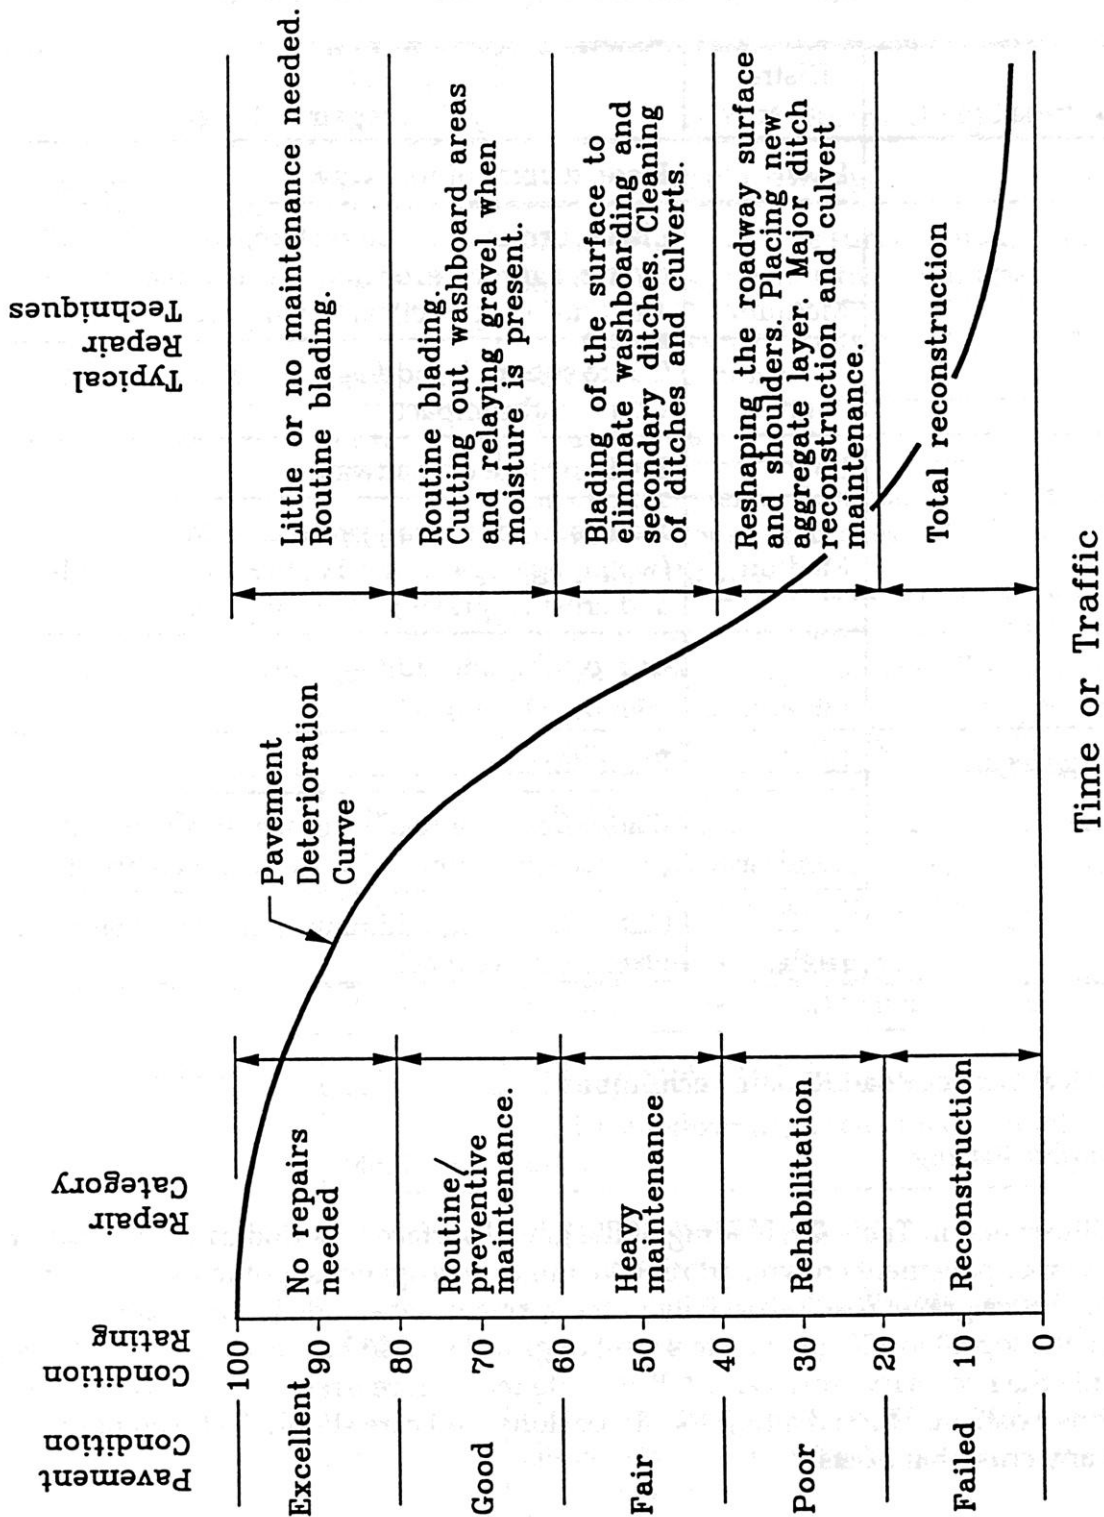 Pavement
Condition
Condition
Rating
Repair
Category
Typical
Repair
Techniques
Excellent
Good
Fair
Poor
Failed
100
90
80
70
60
50
40
30
20
10
0
No repairs
needed
Routine/
preventive
maintenance.
Heavy
maintenance
Rehabilitation
Reconstruction
Pavement
Deterioration
Curve
Little or no maintenance needed.
Routine blading.
Routine blading.
Cutting out washboard areas
and relaying gravel when
moisture is present.
Blading of the surface to
eliminate washboarding and
secondary ditches. Cleaning
of ditches and culverts.
Reshaping the roadway surface
and shoulders. Placing new
aggregate layer. Major ditch
reconstruction and culvert
maintenance.
Total reconstruction
Time or Traffic